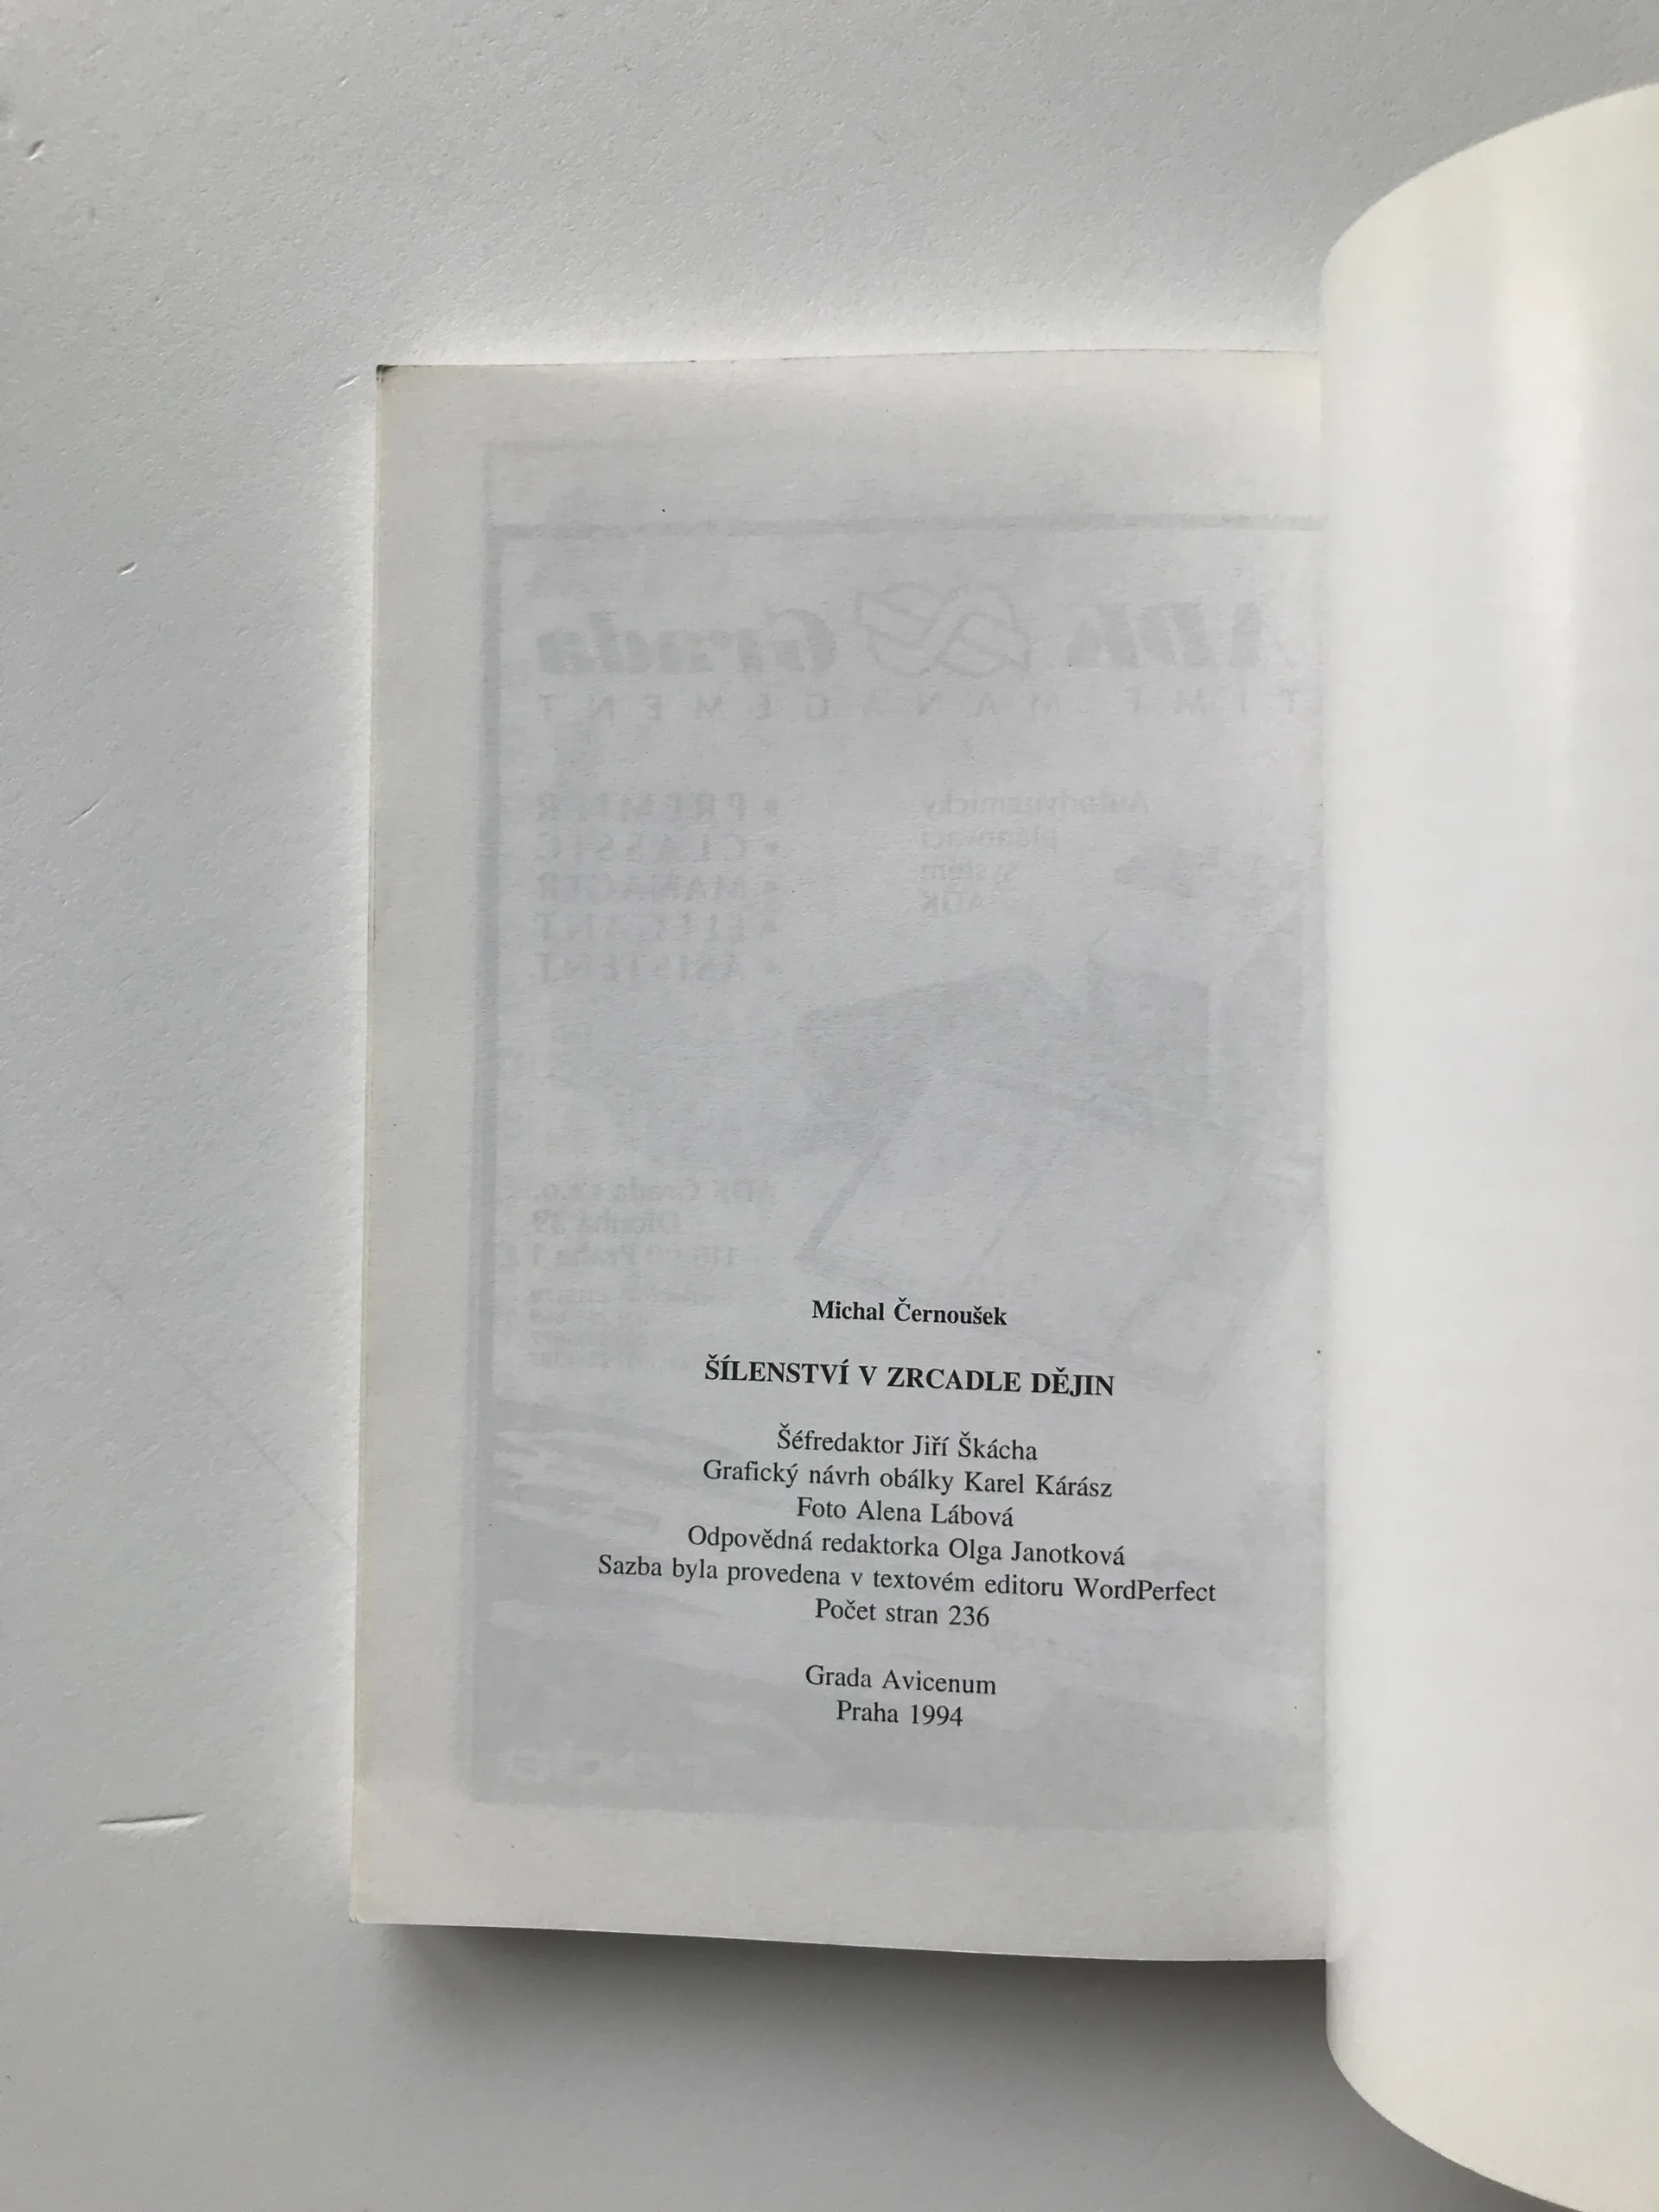 Michal Černoušek
ŠÍLENSTVÍ V ZRCADLE DĚJIN
Šéfredaktor Jiří Škácha
Grafický návrh obálky Karel Kárász
Foto Alena Lábová
Odpovědná redaktorka Olga Janotková
Sazba byla provedena v textovém editoru WordPerfect
Počet stran 236
Grada Avicenum
Praha 1994